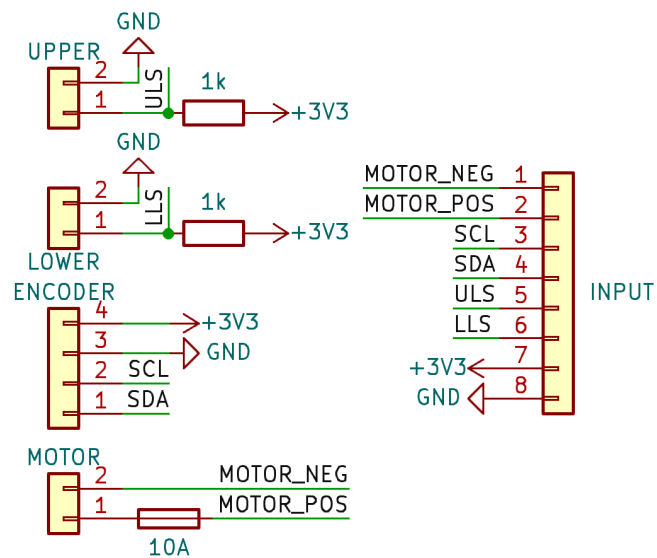 GND
UPPER
2
1
ULS
1k
+3V3
GND
2
1
LLS
1k
+3V3
LOWER
ENCODER
4
+3V3
3
GND
2
SCL
1
SDA
MOTOR
2
MOTOR_NEG
1
MOTOR_POS
10A
MOTOR_NEG
1
MOTOR_POS
2
SCL
3
SDA
4
ULS
5
LLS
6
+3V3
7
GND
8
INPUT